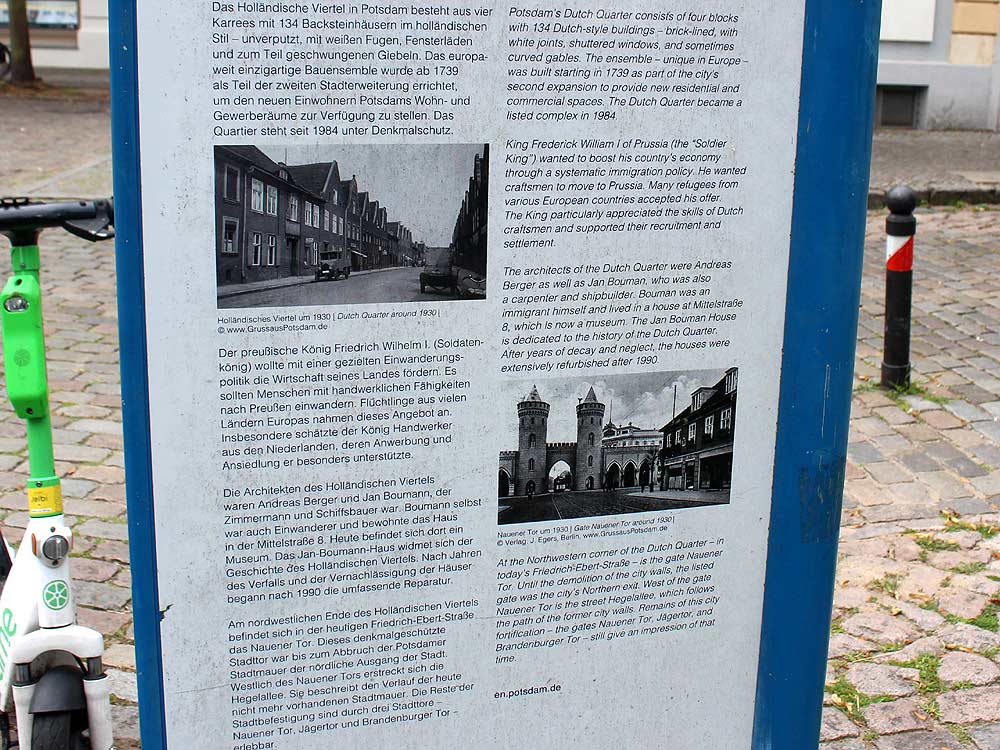 Das Holländische Viertel in Potsdam besteht aus vier
Karrees mit 134 Backsteinhäusern im holländischen
Stil – unverputzt, mit weißen Fugen, Fensterläden
und zum Teil geschwungenen Giebeln. Das europa-
weit einzigartige Bauensemble wurde ab 1739
als Teil der zweiten Stadterweiterung errichtet,
um den neuen Einwohnern Potsdams Wohn- und
Gewerberäume zur Verfügung zu stellen. Das
Quartier steht seit 1984 unter Denkmalschutz.
Holländisches Viertel um 1930 | Dutch Quarter around 1930 |
© www.GrussausPotsdam.de
Der preußische König Friedrich Wilhelm I. (Soldaten-
könig) wollte mit einer gezielten Einwanderungs-
politik die Wirtschaft seines Landes fördern. Es
sollten Menschen mit handwerklichen Fähigkeiten
nach Preußen einwandern. Flüchtlinge aus vielen
Ländern Europas nahmen dieses Angebot an.
Insbesondere schätzte der König Handwerker
aus den Niederlanden, deren Anwerbung und
Ansiedlung er besonders unterstützte.
Die Architekten des Holländischen Viertels
waren Andreas Berger und Jan Boumann, der
Zimmermann und Schiffsbauer war. Boumann selbst
war auch Einwanderer und bewohnte das Haus
in der Mittelstraße 8. Heute befindet sich dort ein
Museum. Das Jan-Boumann-Haus widmet sich der
Geschichte des Holländischen Viertels. Nach Jahren
des Verfalls und der Vernachlässigung der Häuser
begann nach 1990 die umfassende Reparatur.
Am nordwestlichen Ende des Holländischen Viertels
befindet sich in der heutigen Friedrich-Ebert-Straße
das Nauener Tor. Dieses denkmalgeschützte
Stadttor war bis zum Abbruch der Potsdamer
Stadtmauer der nördliche Ausgang der Stadt.
Westlich des Nauener Tors erstreckt sich die
Hegelallee. Sie beschreibt den Verlauf der heute
nicht mehr vorhandenen Stadtmauer. Die Reste der
Stadtbefestigung sind durch drei Stadttore –
Nauener Tor, Jägertor und Brandenburger Tor –
erlebbar.
Potsdam's Dutch Quarter consists of four blocks
with 134 Dutch-style buildings – brick-lined, with
white joints, shuttered windows, and sometimes
curved gables. The ensemble – unique in Europe –
was built starting in 1739 as part of the city's
second expansion to provide new residential and
commercial spaces. The Dutch Quarter became a
listed complex in 1984.
King Frederick William I of Prussia (the "Soldier
King") wanted to boost his country's economy
through a systematic immigration policy. He wanted
craftsmen to move to Prussia. Many refugees from
various European countries accepted his offer.
The King particularly appreciated the skills of Dutch
craftsmen and supported their recruitment and
settlement.
The architects of the Dutch Quarter were Andreas
Berger as well as Jan Bouman, who was also
a carpenter and shipbuilder. Bouman was an
immigrant himself and lived in a house at Mittelstraße
8, which is now a museum. The Jan Bouman House
is dedicated to the history of the Dutch Quarter.
After years of decay and neglect, the houses were
extensively refurbished after 1990.
Nauener Tor um 1930 | Gate Nauener Tor around 1930 |
© Verlag. J. Egers, Berlin, www.GrussausPotsdam.de
At the Northwestern corner of the Dutch Quarter – in
today's Friedrich-Ebert-Straße – is the gate Nauener
Tor. Until the demolition of the city walls, the listed
gate was the city's Northern exit. West of the gate
Nauener Tor is the street Hegelallee, which follows
the path of the former city walls. Remains of this city
fortification – the gates Nauener Tor, Jägertor, and
Brandenburger Tor – still give an impression of that
time.
en.potsdam.de
Jelbi